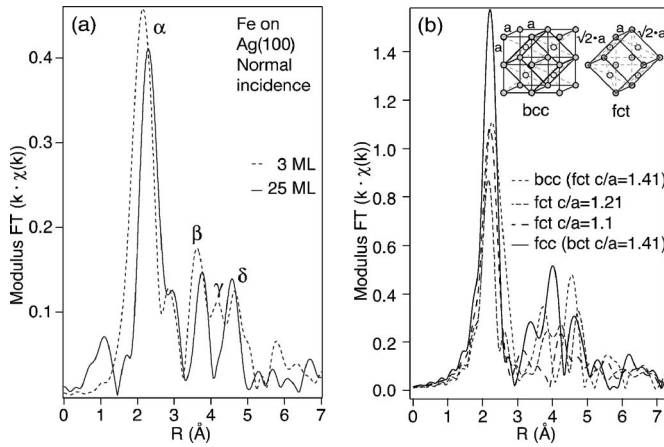 (a)
α
Fe on
Ag(100)
Normal
incidence
3 ML
25 ML
β
γ
δ
Modulus FT (k · χ(k))
0.4
0.3
0.2
0.1
0 1 2 3 4 5 6 7
R (Å)
(b)
a
a
a
√2·a
√2·a
bcc
fct
bcc (fct c/a=1.41)
fct c/a=1.21
fct c/a=1.1
fcc (bct c/a=1.41)
Modulus FT (k · χ(k))
1.4
1.2
1.0
0.8
0.6
0.4
0.2
0.0
0 1 2 3 4 5 6 7
R (Å)